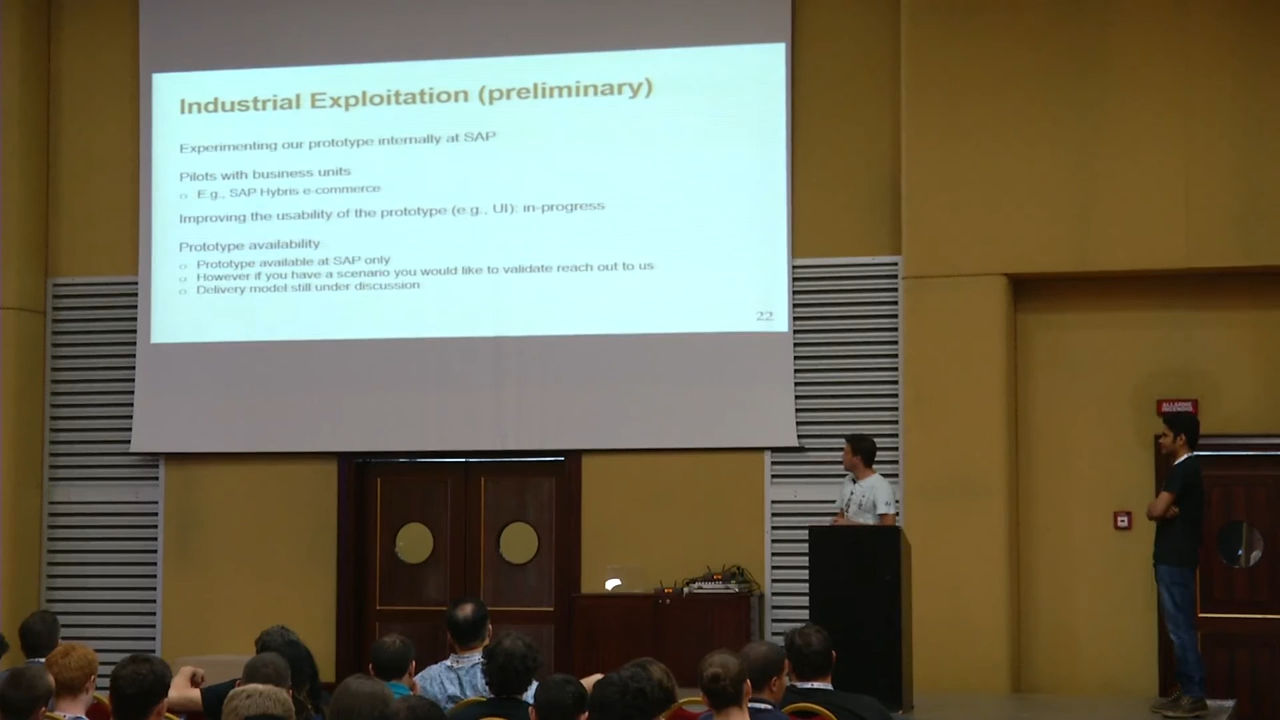 Industrial Exploitation (preliminary)
Experimenting our prototype internally at SAP
Pilots with business units
o E.g., SAP Hybris e-commerce
Improving the usability of the prototype (e.g., UI): in-progress
Prototype availability
o Prototype available at SAP only
o However if you have a scenario you would like to validate reach out to us
o Delivery model still under discussion
22
ALLARME
INCENDIO